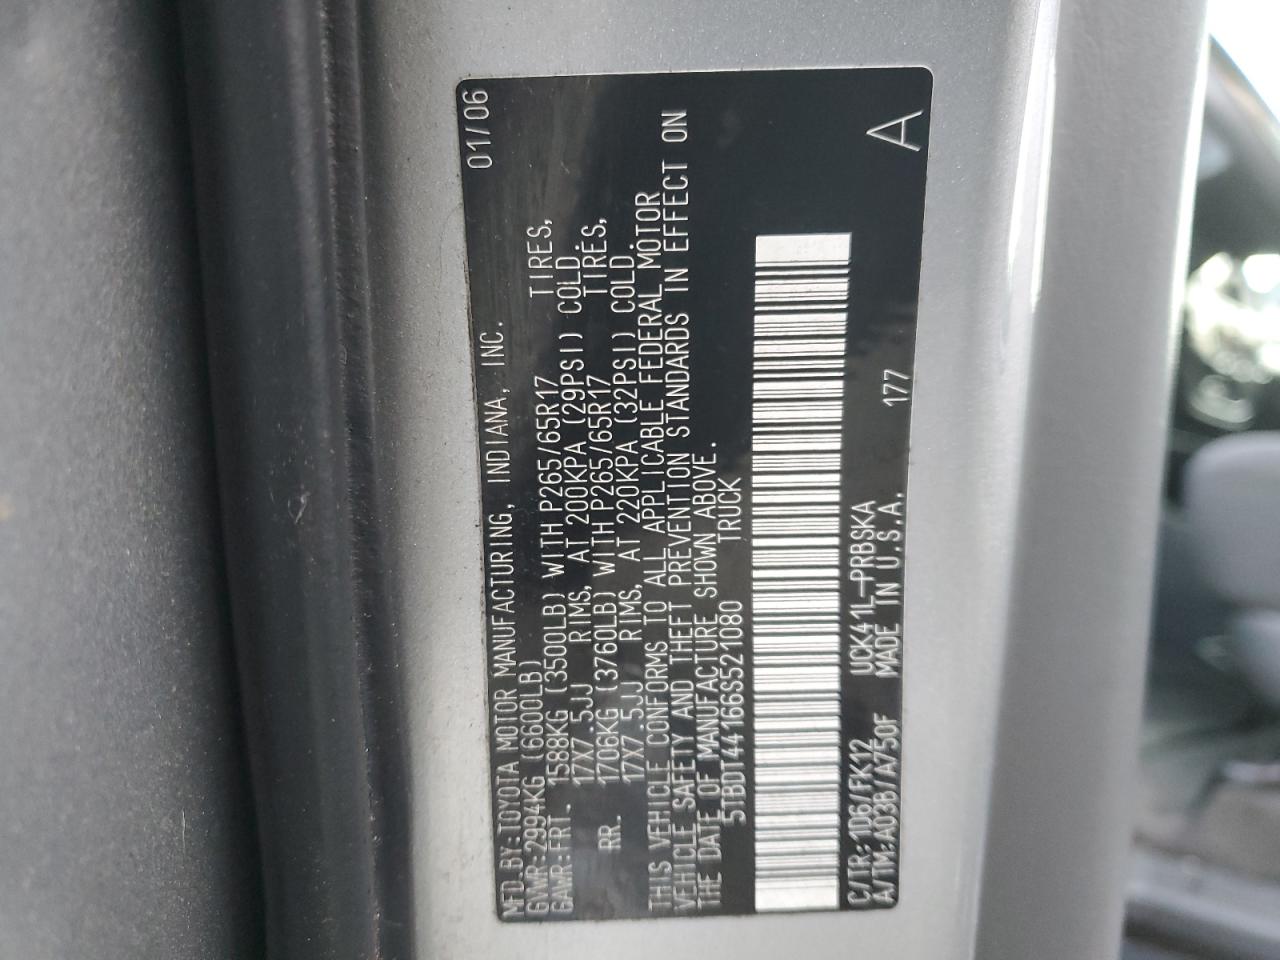 MFD.BY:TOYOTA MOTOR MANUFACTURING, INDIANA, INC. 01/06
GVWR:2994KG (6600LB)
GAWR:FRT. 1588KG (3500LB) WITH P265/65R17 TIRES,
17X7.5JJ RIMS, AT 200KPA (29PSI) COLD.
RR. 1706KG (3760LB) WITH P265/65R17 TIRES,
17X7.5JJ RIMS, AT 220KPA (32PSI) COLD.
THIS VEHICLE CONFORMS TO ALL APPLICABLE FEDERAL MOTOR
VEHICLE SAFETY AND THEFT PREVENTION STANDARDS IN EFFECT ON
THE DATE OF MANUFACTURE SHOWN ABOVE.
5TBDT44166S521080 TRUCK
C/TR:1D6/FK12 UCK41L-PRBSKA
A/TM:A03B/A750F MADE IN U.S.A. 177 A